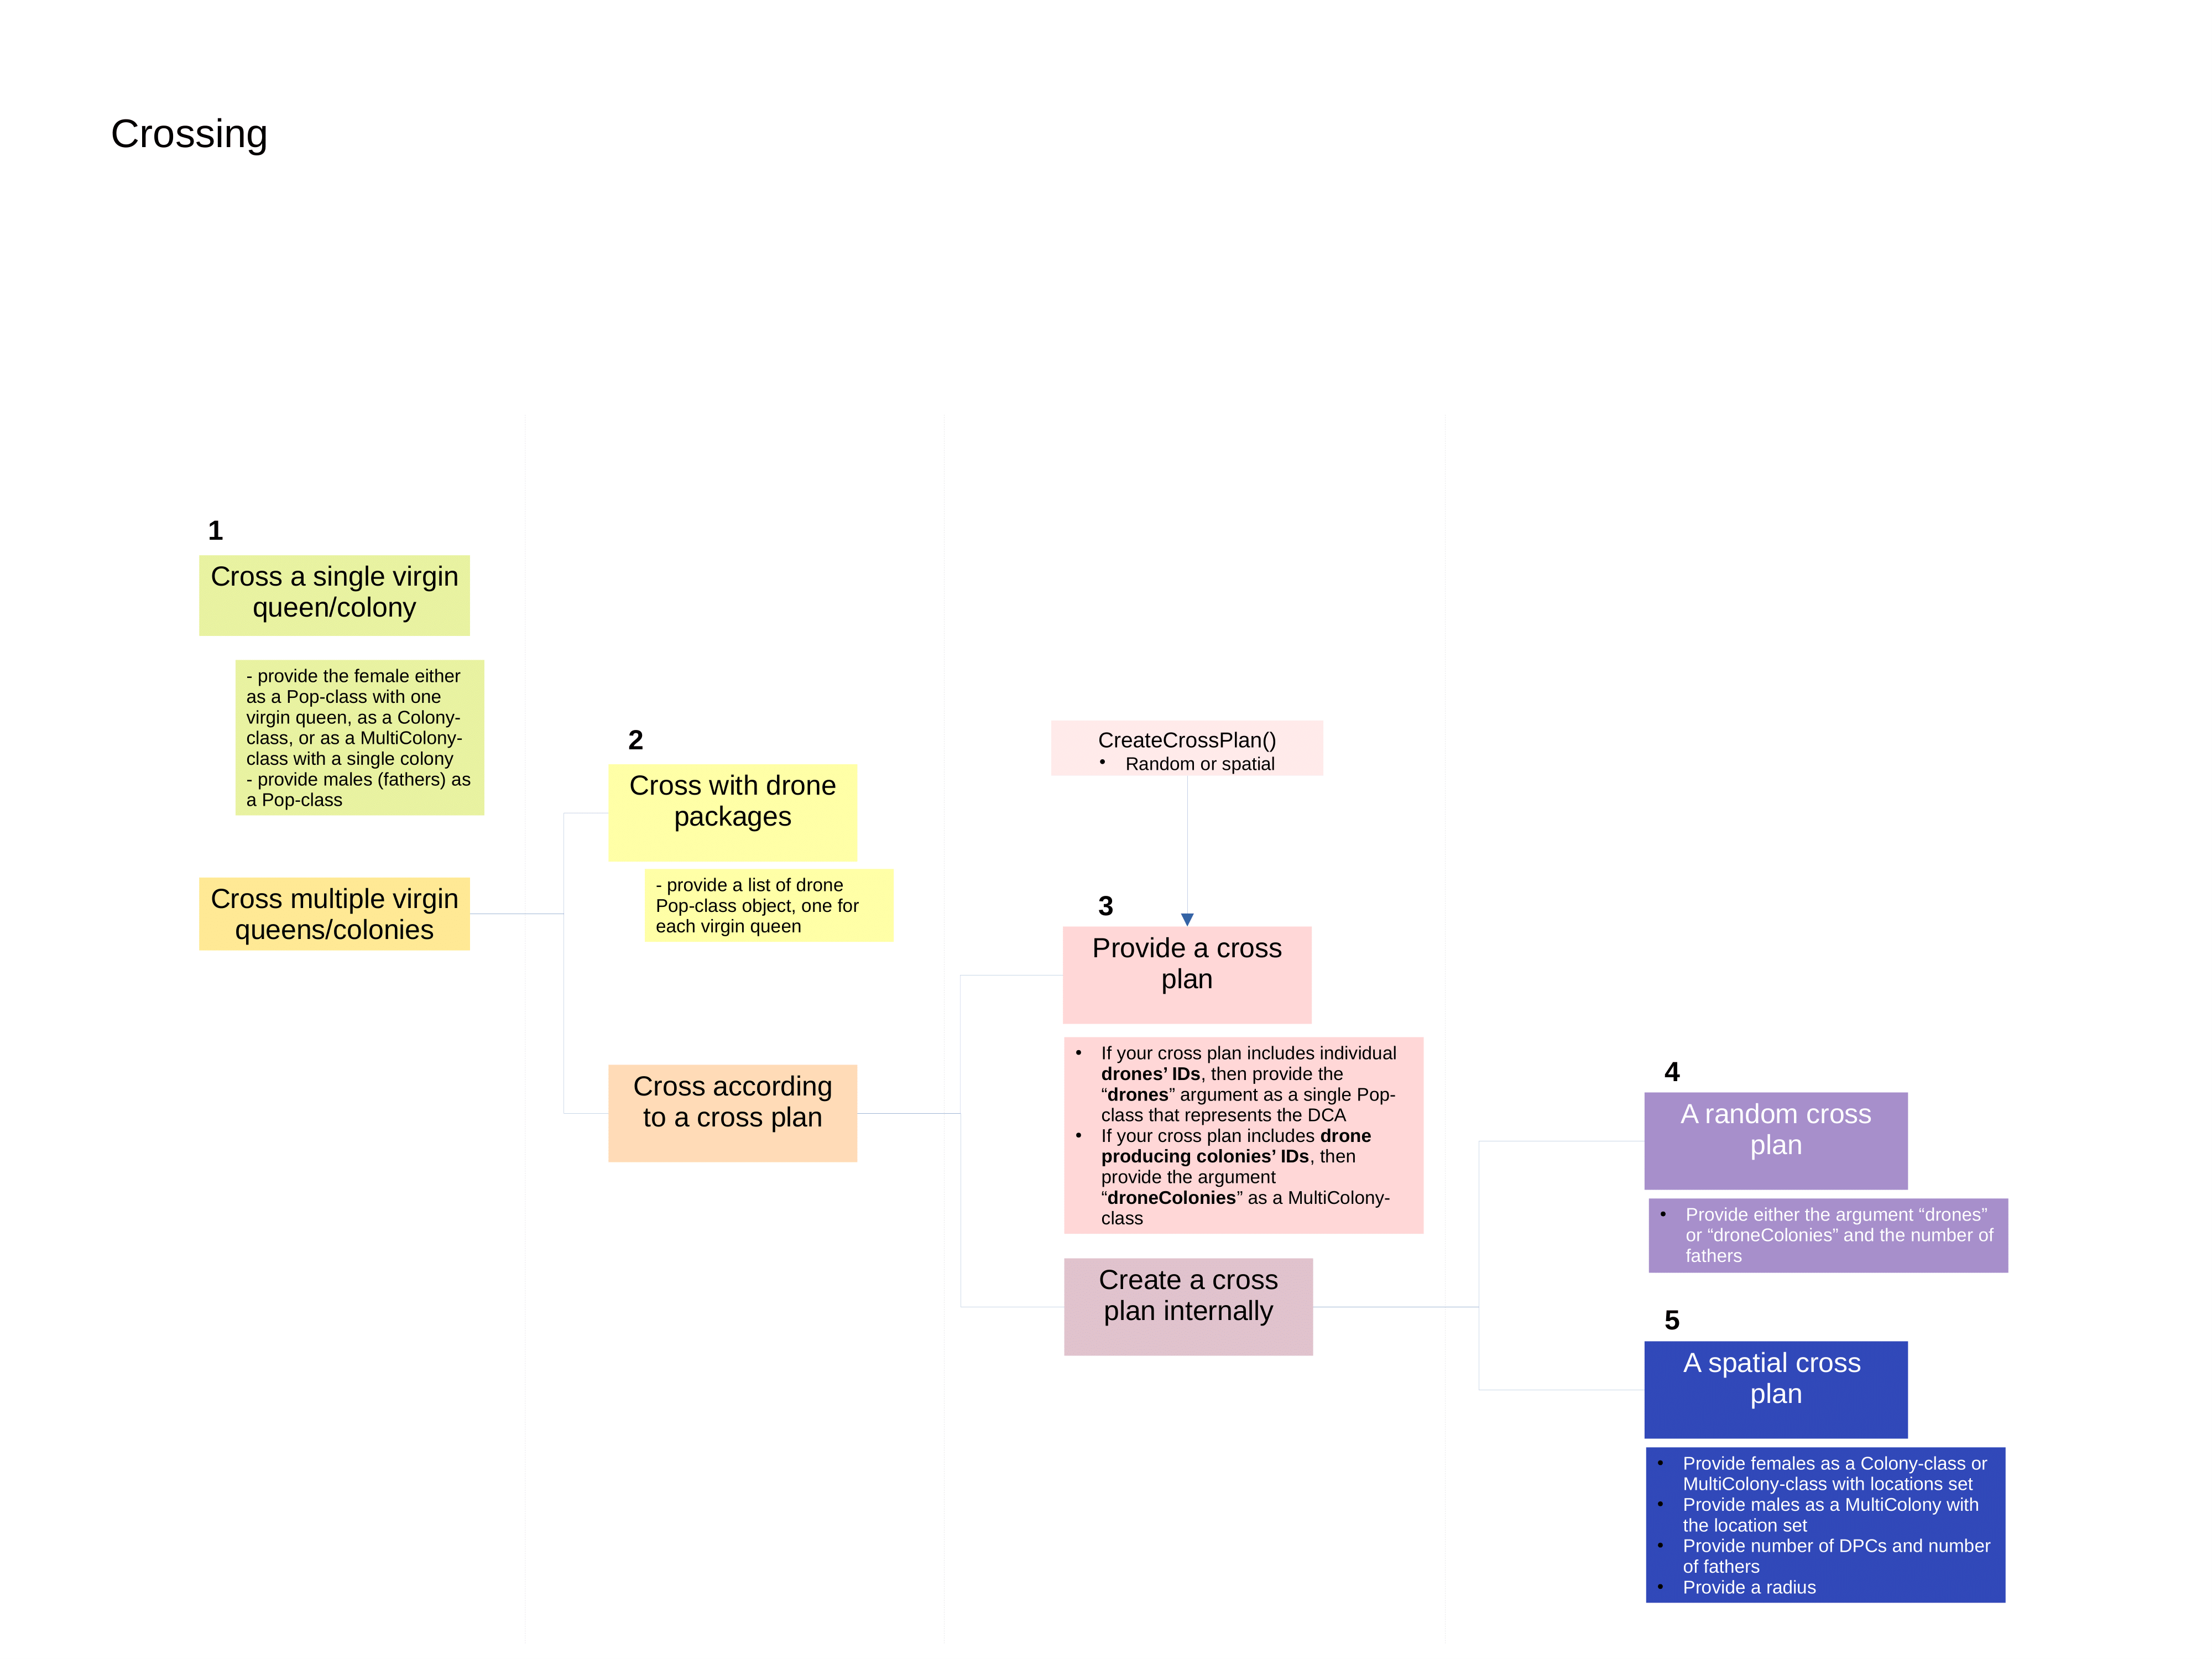 Crossing
1
Cross a single virgin
queen/colony
- provide the female either
as a Pop-class with one
virgin queen, as a Colony-
class, or as a MultiColony-
class with a single colony
- provide males (fathers) as
a Pop-class
Cross multiple virgin
queens/colonies
2
Cross with drone
packages
- provide a list of drone
Pop-class object, one for
each virgin queen
Cross according
to a cross plan
CreateCrossPlan()
• Random or spatial
3
Provide a cross
plan
• If your cross plan includes individual
drones’ IDs, then provide the
“drones” argument as a single Pop-
class that represents the DCA
• If your cross plan includes drone
producing colonies’ IDs, then
provide the argument
“droneColonies” as a MultiColony-
class
Create a cross
plan internally
4
A random cross
plan
• Provide either the argument “drones”
or “droneColonies” and the number of
fathers
5
A spatial cross
plan
• Provide females as a Colony-class or
MultiColony-class with locations set
• Provide males as a MultiColony with
the location set
• Provide number of DPCs and number
of fathers
• Provide a radius